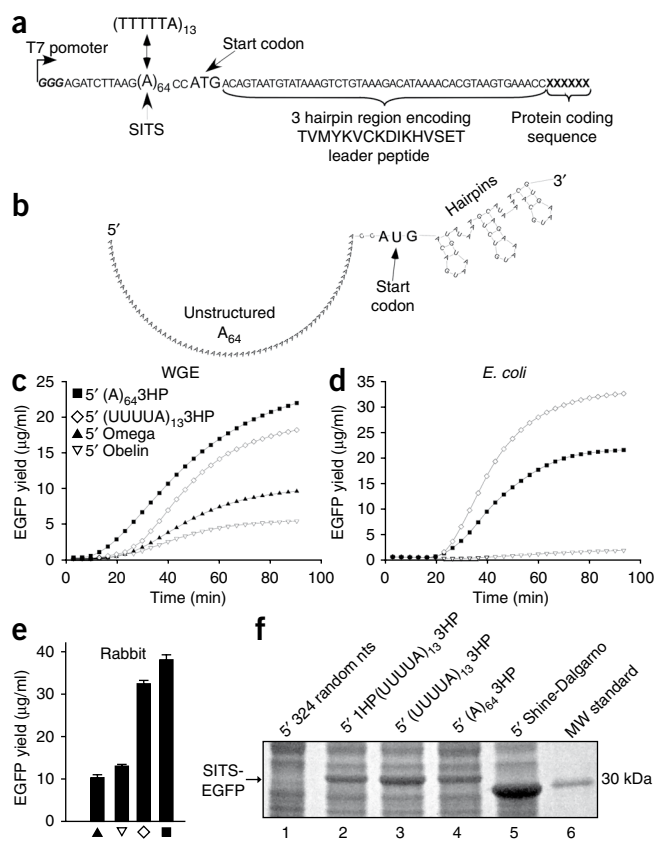 a
(TTTTTA)13
T7 pomoter
Start codon
GGGAGATCTTAAG(A)64CCATGACAGTAATGTATAAAGTCTGTAAAGACATAAAACACGTAAGTGAAACCXXXXXX
SITS
3 hairpin region encoding
TVMYKVCKDIKHVSET
leader peptide
Protein coding
sequence
b
5′
Unstructured
A64
A U G
Start
codon
Hairpins
3′
c
WGE
EGFP yield (μg/ml)
25
20
15
10
5
0
5′ (A)643HP
5′ (UUUUA)133HP
5′ Omega
5′ Obelin
0 20 40 60 80 100
Time (min)
d
E. coli
EGFP yield (μg/ml)
35
30
25
20
15
10
5
0
0 20 40 60 80 100
Time (min)
e
Rabbit
EGFP yield (μg/ml)
40
30
20
10
0
f
5′ 324 random nts
5′ 1HP(UUUUA)13 3HP
5′ (UUUUA)13 3HP
5′ (A)64 3HP
5′ Shine-Dalgarno
MW standard
SITS-
EGFP
30 kDa
1 2 3 4 5 6